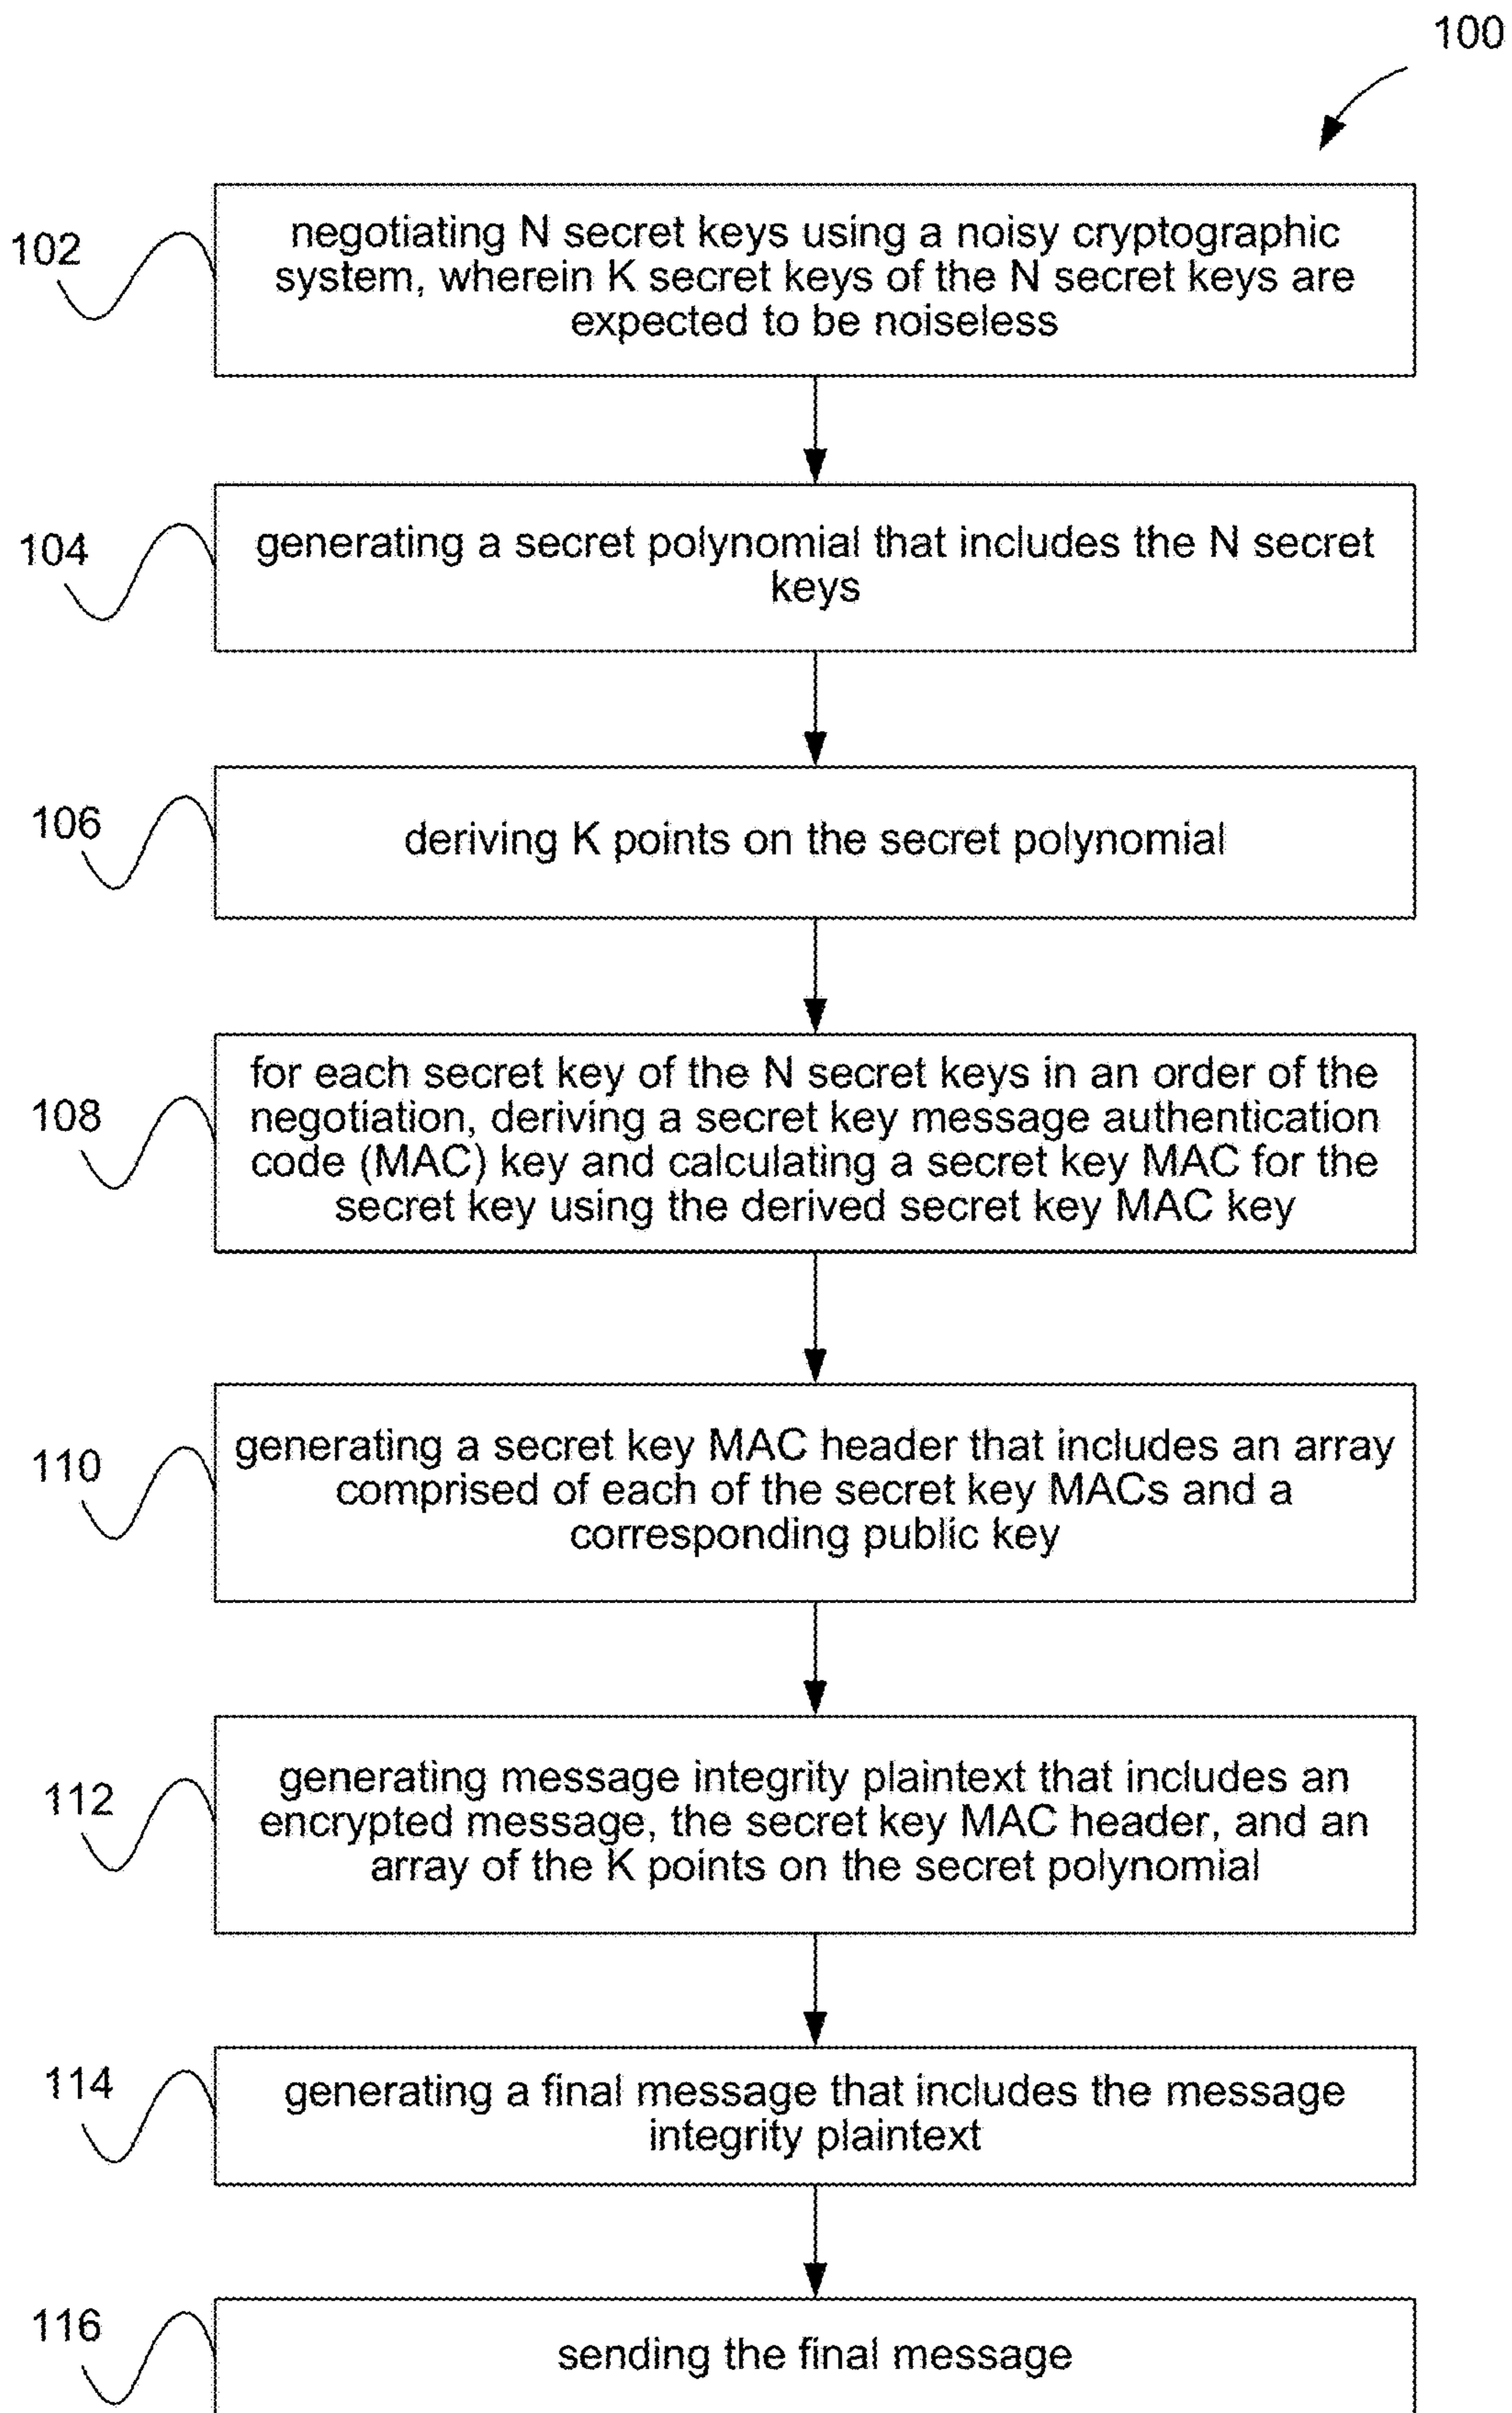 100
102
negotiating N secret keys using a noisy cryptographic
system, wherein K secret keys of the N secret keys are
expected to be noiseless
104
generating a secret polynomial that includes the N secret
keys
106
deriving K points on the secret polynomial
108
for each secret key of the N secret keys in an order of the
negotiation, deriving a secret key message authentication
code (MAC) key and calculating a secret key MAC for the
secret key using the derived secret key MAC key
110
generating a secret key MAC header that includes an array
comprised of each of the secret key MACs and a
corresponding public key
112
generating message integrity plaintext that includes an
encrypted message, the secret key MAC header, and an
array of the K points on the secret polynomial
114
generating a final message that includes the message
integrity plaintext
116
sending the final message